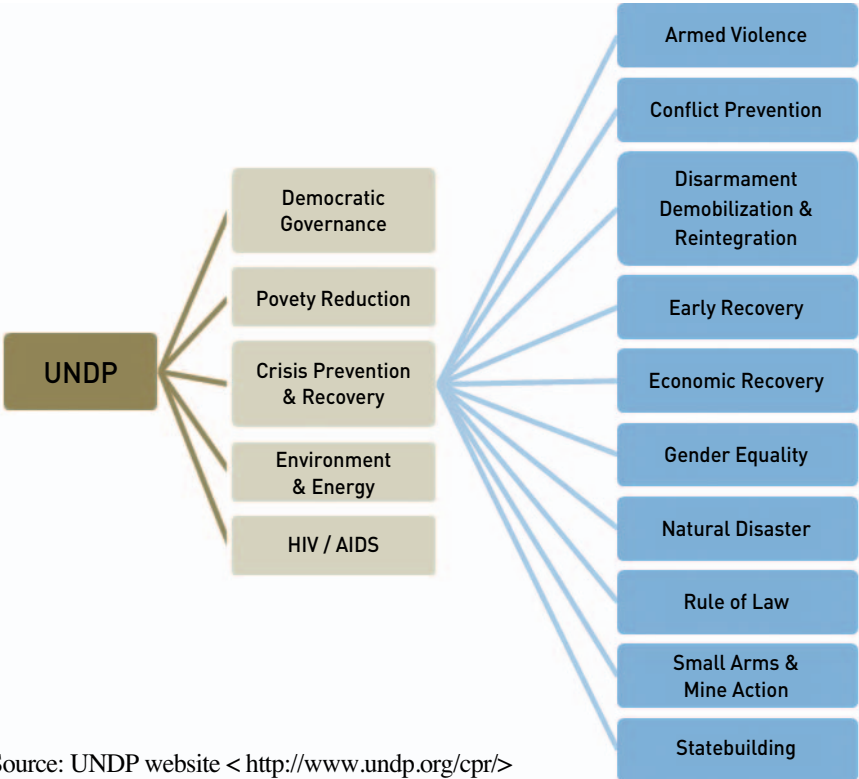 UNDP
Democratic
Governance
Povety Reduction
Crisis Prevention
& Recovery
Environment
& Energy
HIV / AIDS
Armed Violence
Conflict Prevention
Disarmament
Demobilization &
Reintegration
Early Recovery
Economic Recovery
Gender Equality
Natural Disaster
Rule of Law
Small Arms &
Mine Action
Statebuilding
Source: UNDP website < http://www.undp.org/cpr/>